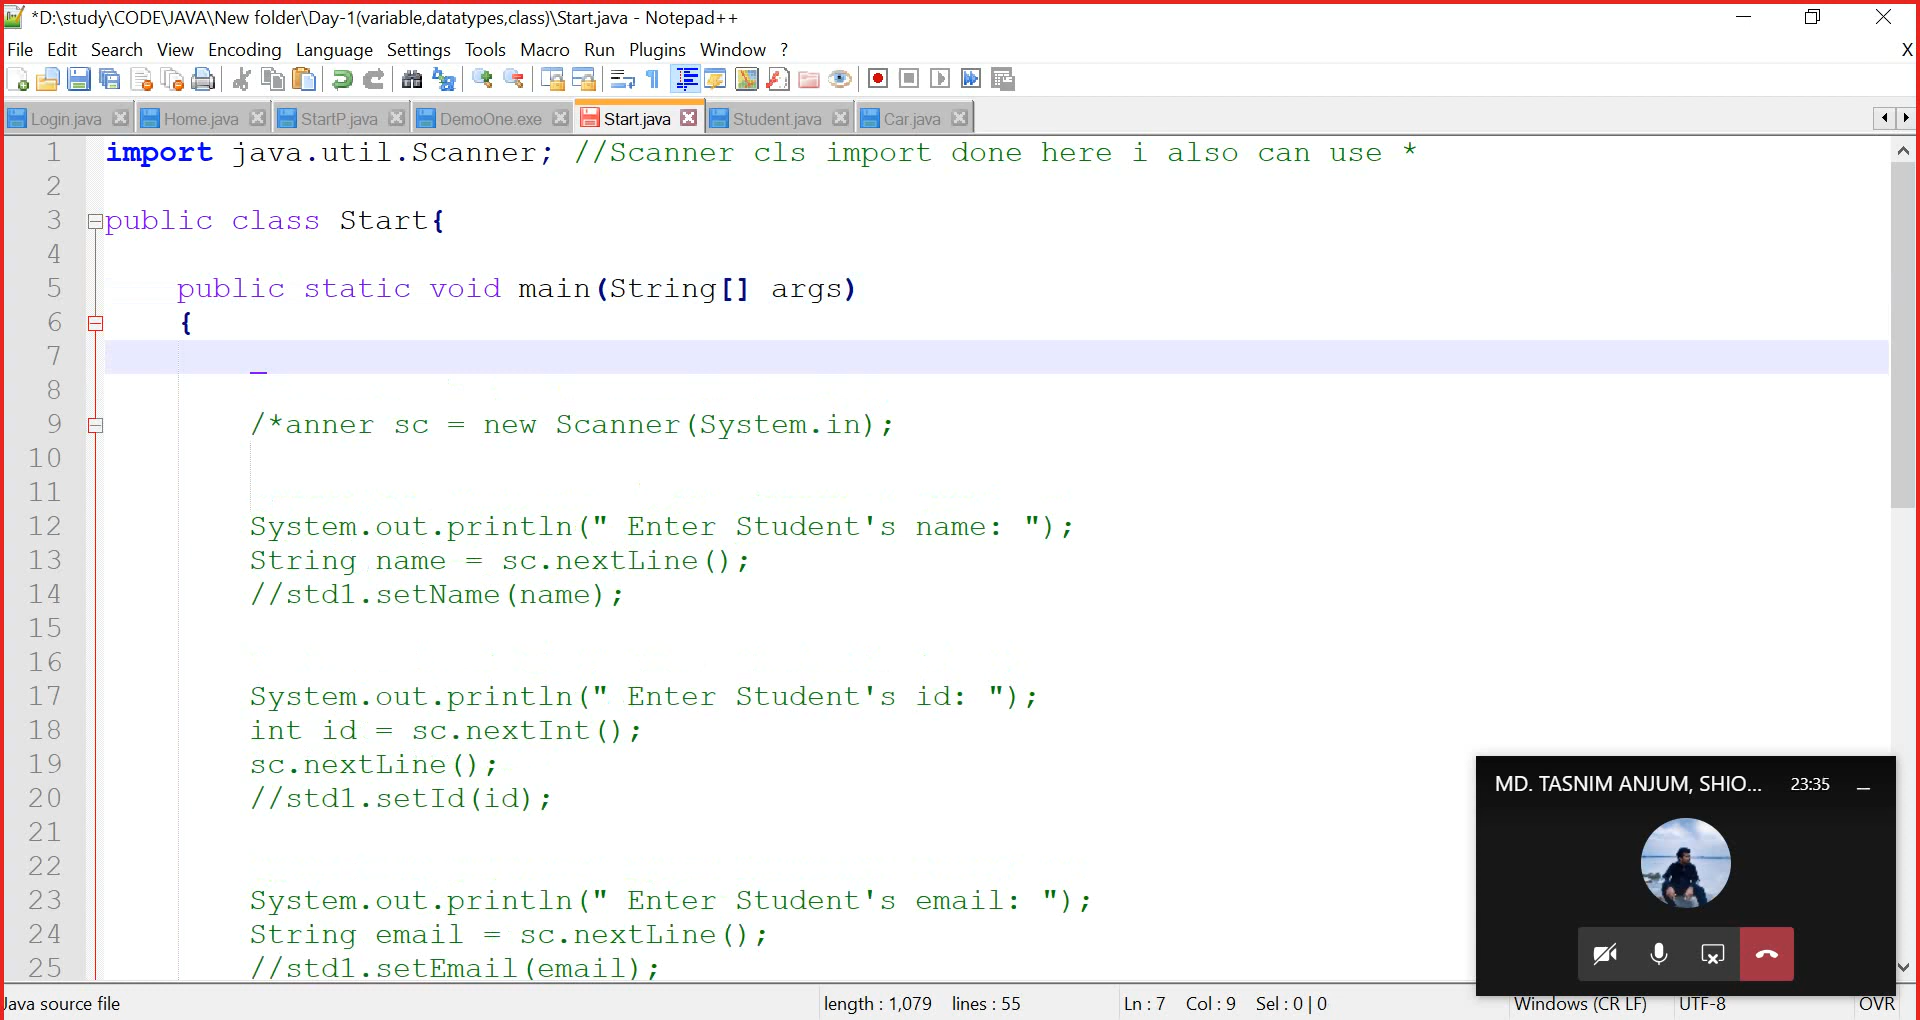 *D:\study\CODE\JAVA\New folder\Day-1(variable,datatypes,class)\Start.java - Notepad++
File Edit Search View Encoding Language Settings Tools Macro Run Plugins Window ? X
Login.java Home.java StartP.java DemoOne.exe Start.java Student.java Car.java
1 import java.util.Scanner; //Scanner cls import done here i also can use *
2
3 public class Start{
4
5 public static void main(String[] args)
6 {
7
8
9 /*anner sc = new Scanner(System.in);
10
11
12 System.out.println(" Enter Student's name: ");
13 String name = sc.nextLine();
14 //std1.setName(name);
15
16
17 System.out.println(" Enter Student's id: ");
18 int id = sc.nextInt();
19 sc.nextLine();
20 //std1.setId(id);
21
22
23 System.out.println(" Enter Student's email: ");
24 String email = sc.nextLine();
25 //std1.setEmail(email);
MD. TASNIM ANJUM, SHIO... 23:35
Java source file length : 1,079 lines : 55 Ln : 7 Col : 9 Sel : 0 | 0 Windows (CR LF) UTF-8 OVR